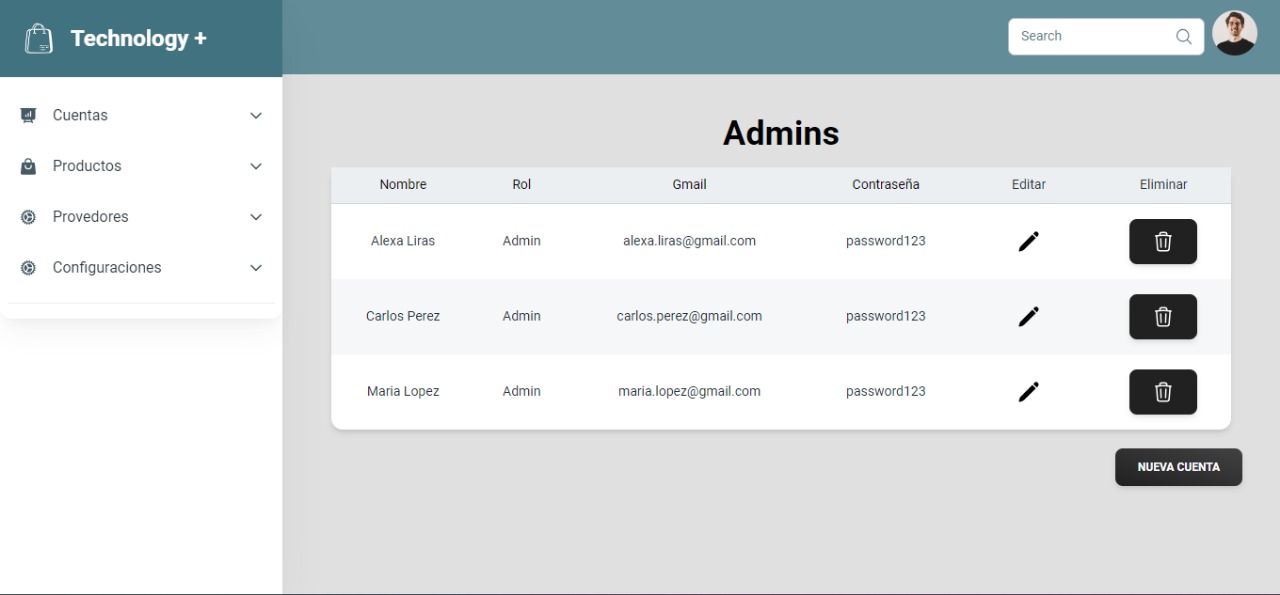 Technology +
Search
Cuentas
Productos
Provedores
Configuraciones
Admins
Nombre Rol Gmail Contraseña Editar Eliminar
Alexa Liras Admin alexa.liras@gmail.com password123
Carlos Perez Admin carlos.perez@gmail.com password123
Maria Lopez Admin maria.lopez@gmail.com password123
NUEVA CUENTA